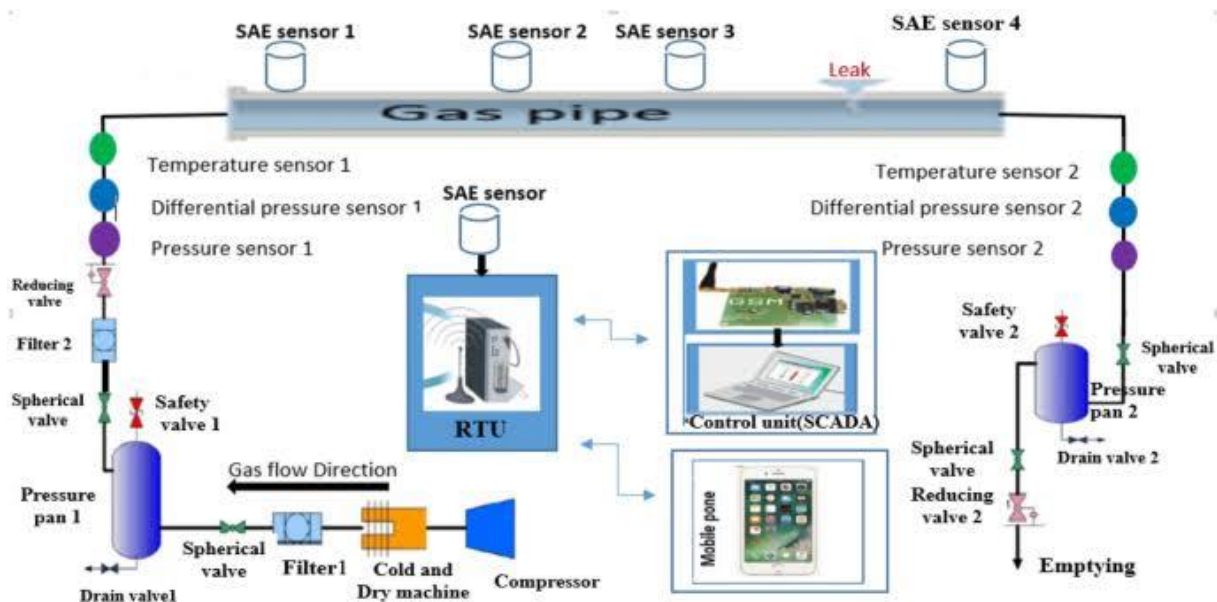 SAE sensor 1
SAE sensor 2
SAE sensor 3
SAE sensor 4
Leak
Gas pipe
Temperature sensor 1
Differential pressure sensor 1
Pressure sensor 1
Reducing
valve
Filter 2
Spherical
valve
Safety
valve 1
Pressure
pan 1
Drain valve1
Gas flow Direction
Spherical
valve
Filter1
Cold and
Dry machine
Compressor
SAE sensor
RTU
GSM
*Control unit(SCADA)
Mobile pone
Temperature sensor 2
Differential pressure sensor 2
Pressure sensor 2
Safety
valve 2
Spherical
valve
Pressure
pan 2
Drain valve 2
Spherical
valve
Reducing
valve 2
Emptying